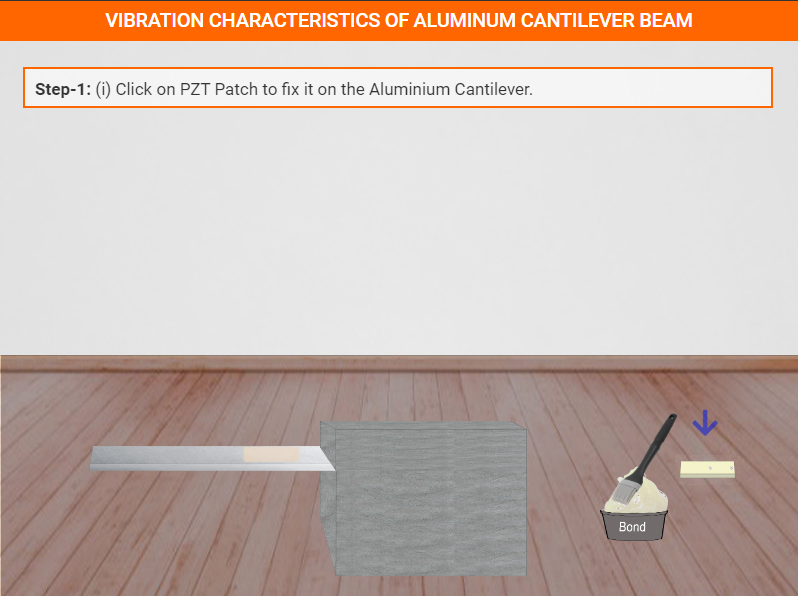 VIBRATION CHARACTERISTICS OF ALUMINUM CANTILEVER BEAM
Step-1: (i) Click on PZT Patch to fix it on the Aluminium Cantilever.
Bond